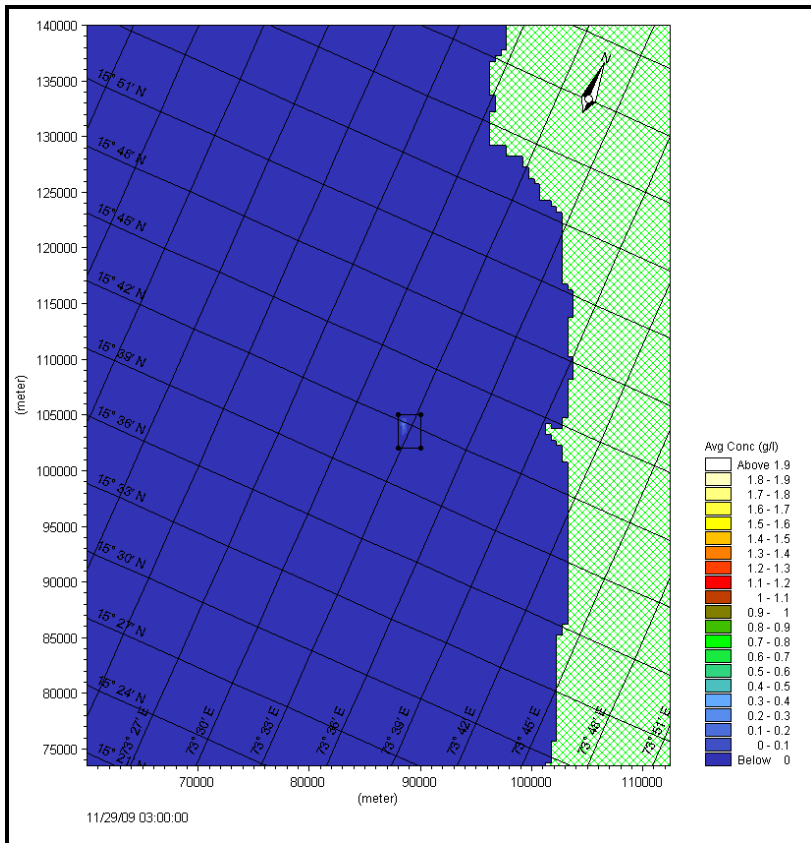 140000
135000
130000
125000
120000
115000
110000
105000
100000
95000
90000
85000
80000
75000
(meter)
15° 51' N
15° 48' N
15° 45' N
15° 42' N
15° 39' N
15° 36' N
15° 33' N
15° 30' N
15° 27' N
15° 24' N
15° 21' N
73° 27' E
73° 30' E
73° 33' E
73° 36' E
73° 39' E
73° 42' E
73° 45' E
73° 48' E
73° 51' E
N
70000 80000 90000 100000 110000
(meter)
11/29/09 03:00:00
Avg Conc (g/l)
Above 1.9
1.8 - 1.9
1.7 - 1.8
1.6 - 1.7
1.5 - 1.6
1.4 - 1.5
1.3 - 1.4
1.2 - 1.3
1.1 - 1.2
1 - 1.1
0.9 - 1
0.8 - 0.9
0.7 - 0.8
0.6 - 0.7
0.5 - 0.6
0.4 - 0.5
0.3 - 0.4
0.2 - 0.3
0.1 - 0.2
0 - 0.1
Below 0